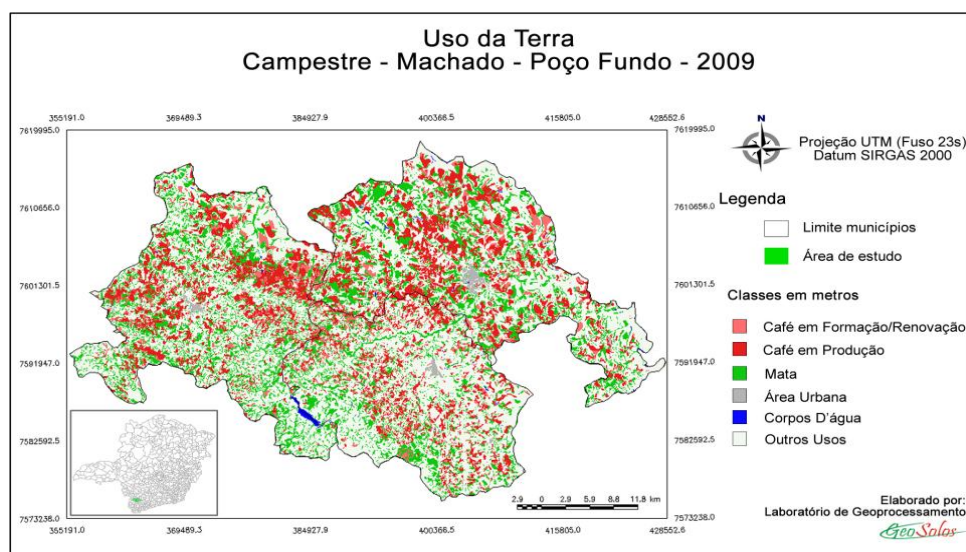 Uso da Terra
Campestre - Machado - Poço Fundo - 2009
355191.0 369489.3 384927.9 400366.5 415805.0 428552.6
7619995.0 7619995.0
7610656.0 7610656.0
7601301.5 7601301.5
7591947.0 7591947.0
7582592.5 7582592.5
7573238.0 7573238.0
355191.0 369489.3 384927.9 400366.5 415805.0 428552.6
2.9 0 2.9 5.9 8.8 11.8 km
N
Projeção UTM (Fuso 23s)
Datum SIRGAS 2000
Legenda
Limite municípios
Área de estudo
Classes em metros
Café em Formação/Renovação
Café em Produção
Mata
Área Urbana
Corpos D'água
Outros Usos
Elaborado por:
Laboratório de Geoprocessamento
GeoSolos